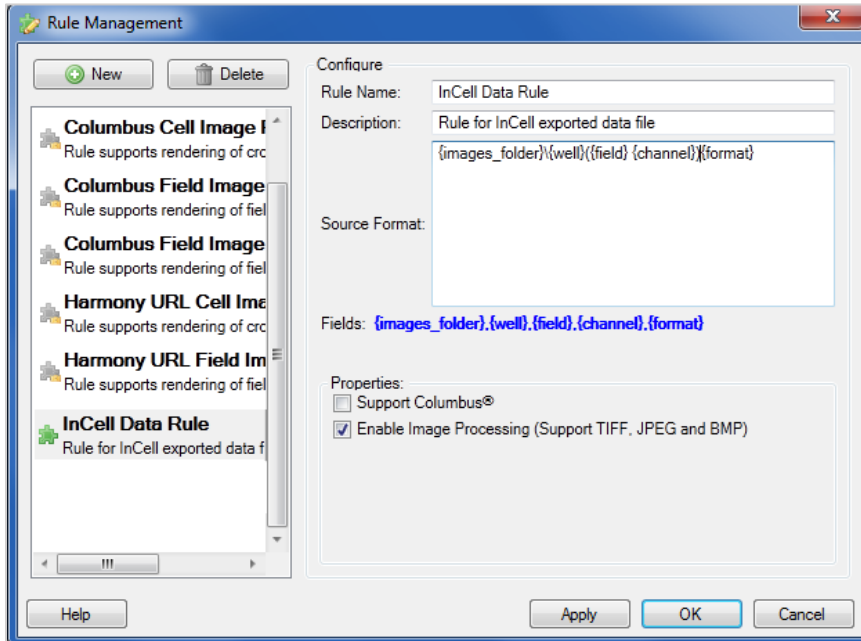 Rule Management
New
Delete
Columbus Cell Image
Rule supports rendering of cro
Columbus Field Image
Rule supports rendering of fiel
Columbus Field Image
Rule supports rendering of fiel
Harmony URL Cell Ima
Rule supports rendering of cro
Harmony URL Field Im
Rule supports rendering of fiel
InCell Data Rule
Rule for InCell exported data f
Configure
Rule Name: InCell Data Rule
Description: Rule for InCell exported data file
Source Format: {images_folder}\{well}({field} {channel}){format}
Fields: {images_folder},{well},{field},{channel},{format}
Properties:
Support Columbus®
Enable Image Processing (Support TIFF, JPEG and BMP)
Help
Apply
OK
Cancel